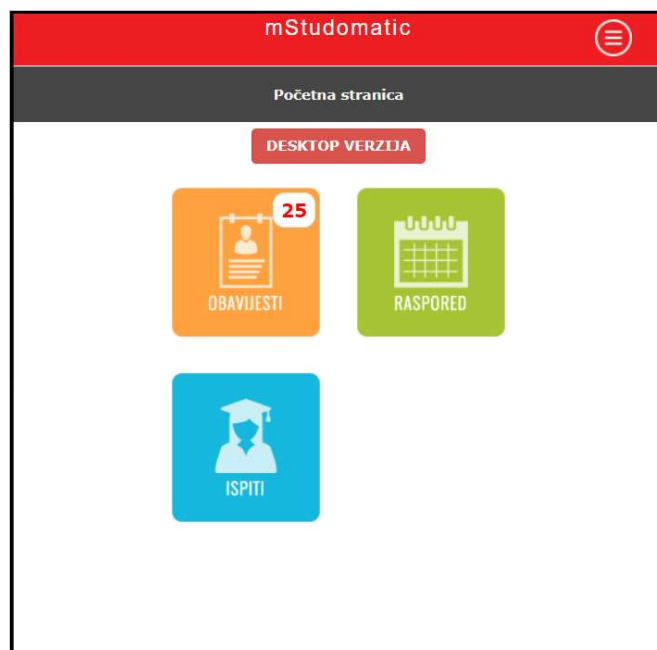 mStudomatic
Početna stranica
DESKTOP VERZIJA
25
OBAVIJESTI
RASPORED
ISPITI